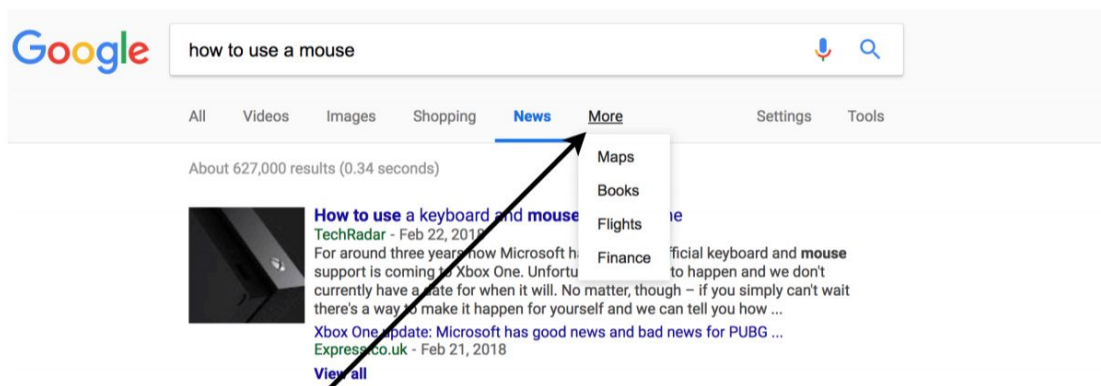 Google how to use a mouse
All Videos Images Shopping News More Settings Tools
Maps
Books
Flights
Finance
About 627,000 results (0.34 seconds)
How to use a keyboard and mouse
TechRadar - Feb 22, 2018
For around three years now Microsoft official keyboard and mouse
support is coming to Xbox One. to happen and we don't
currently have a date for when it will. No matter, though – if you simply can't wait
there's a way to make it happen for yourself and we can tell you how ...
Xbox One update: Microsoft has good news and bad news for PUBG ...
Express.co.uk - Feb 21, 2018
View all